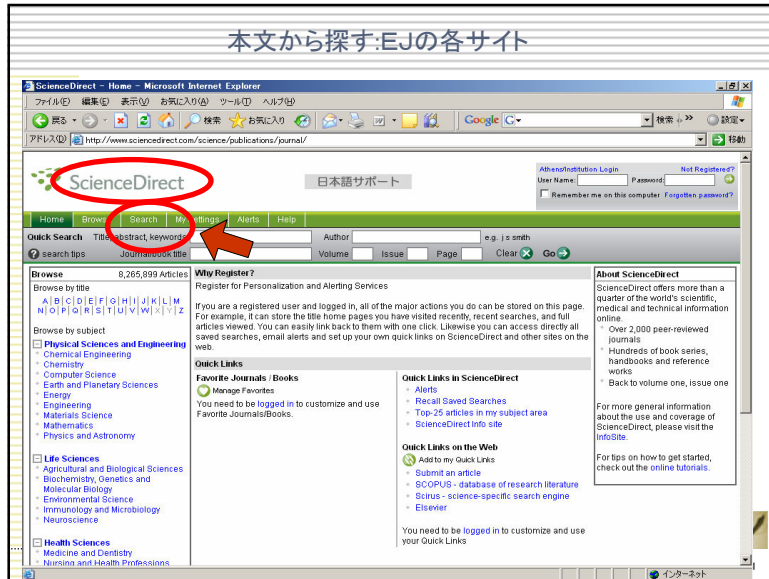 本文から探す:EJの各サイト
ScienceDirect - Home - Microsoft Internet Explorer
ファイル(F) 編集(E) 表示(V) お気に入り(A) ツール(T) ヘルプ(H)
戻る 検索 お気に入り Google G 検索 設定
アドレス(D) http://www.sciencedirect.com/science/publications/journal/ 移動
ScienceDirect
日本語サポート
Athens/Institution Login Not Registered?
User Name: Password:
Remember me on this computer Forgotten password?
Home Browse Search My Settings Alerts Help
Quick Search Title, abstract, keywords Author e.g. j s smith
search tips Journal/book title Volume Issue Page Clear Go
Browse 8,265,899 Articles
Browse by title
A B C D E F G H I J K L M
N O P Q R S T U V W X Y Z
Browse by subject
Physical Sciences and Engineering
Chemical Engineering
Chemistry
Computer Science
Earth and Planetary Sciences
Energy
Engineering
Materials Science
Mathematics
Physics and Astronomy
Life Sciences
Agricultural and Biological Sciences
Biochemistry, Genetics and
Molecular Biology
Environmental Science
Immunology and Microbiology
Neuroscience
Health Sciences
Medicine and Dentistry
Nursing and Health Professions
Why Register?
Register for Personalization and Alerting Services
If you are a registered user and logged in, all of the major actions you do can be stored on this page.
For example, it can store the title home pages you have visited recently, recent searches, and full
articles viewed. You can easily link back to them with one click. Likewise you can access directly all
saved searches, email alerts and set up your own quick links on ScienceDirect and other sites on the
web.
Quick Links
Favorite Journals / Books
Manage Favorites
You need to be logged in to customize and use
Favorite Journals/Books.
Quick Links in ScienceDirect
Alerts
Recall Saved Searches
Top-25 articles in my subject area
ScienceDirect Info site
Quick Links on the Web
Add to my Quick Links
Submit an article
SCOPUS - database of research literature
Scirus - science-specific search engine
Elsevier
You need to be logged in to customize and use
your Quick Links
About ScienceDirect
ScienceDirect offers more than a
quarter of the world's scientific,
medical and technical information
online.
Over 2,000 peer-reviewed
journals
Hundreds of book series,
handbooks and reference
works
Back to volume one, issue one
For more general information
about the use and coverage of
ScienceDirect, please visit the
InfoSite.
For tips on how to get started,
check out the online tutorials.
インターネット